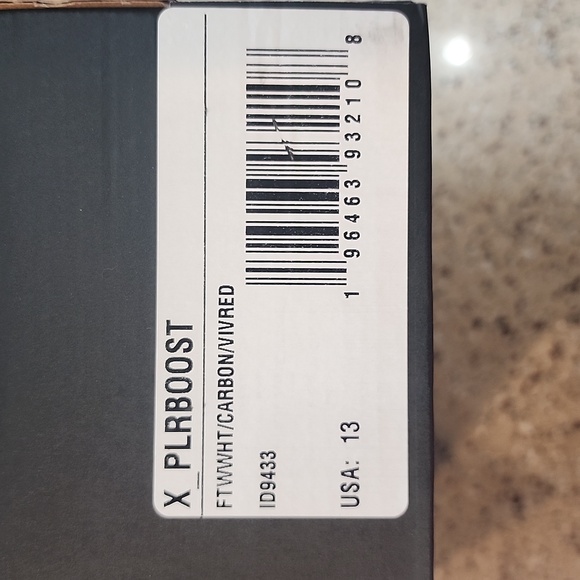 X_PLRBOOST
FTWWHT/CARBON/VIVRED
ID9433
USA: 13
1 96463 93210 8